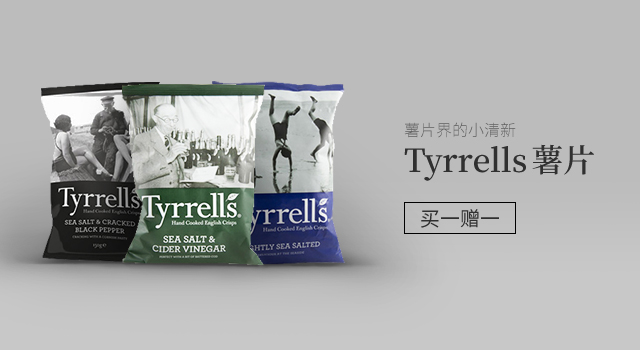 Tyrrells
Hand Cooked English Crisps
SEA SALT & CRACKED
BLACK PEPPER
150g℮
Tyrrells®
Hand Cooked English Crisps
SEA SALT &
CIDER VINEGAR
yrrells
Hand Cooked English Crisps
GHTLY SEA SALTED
薯片界的小清新
Tyrrells 薯片
买一赠一